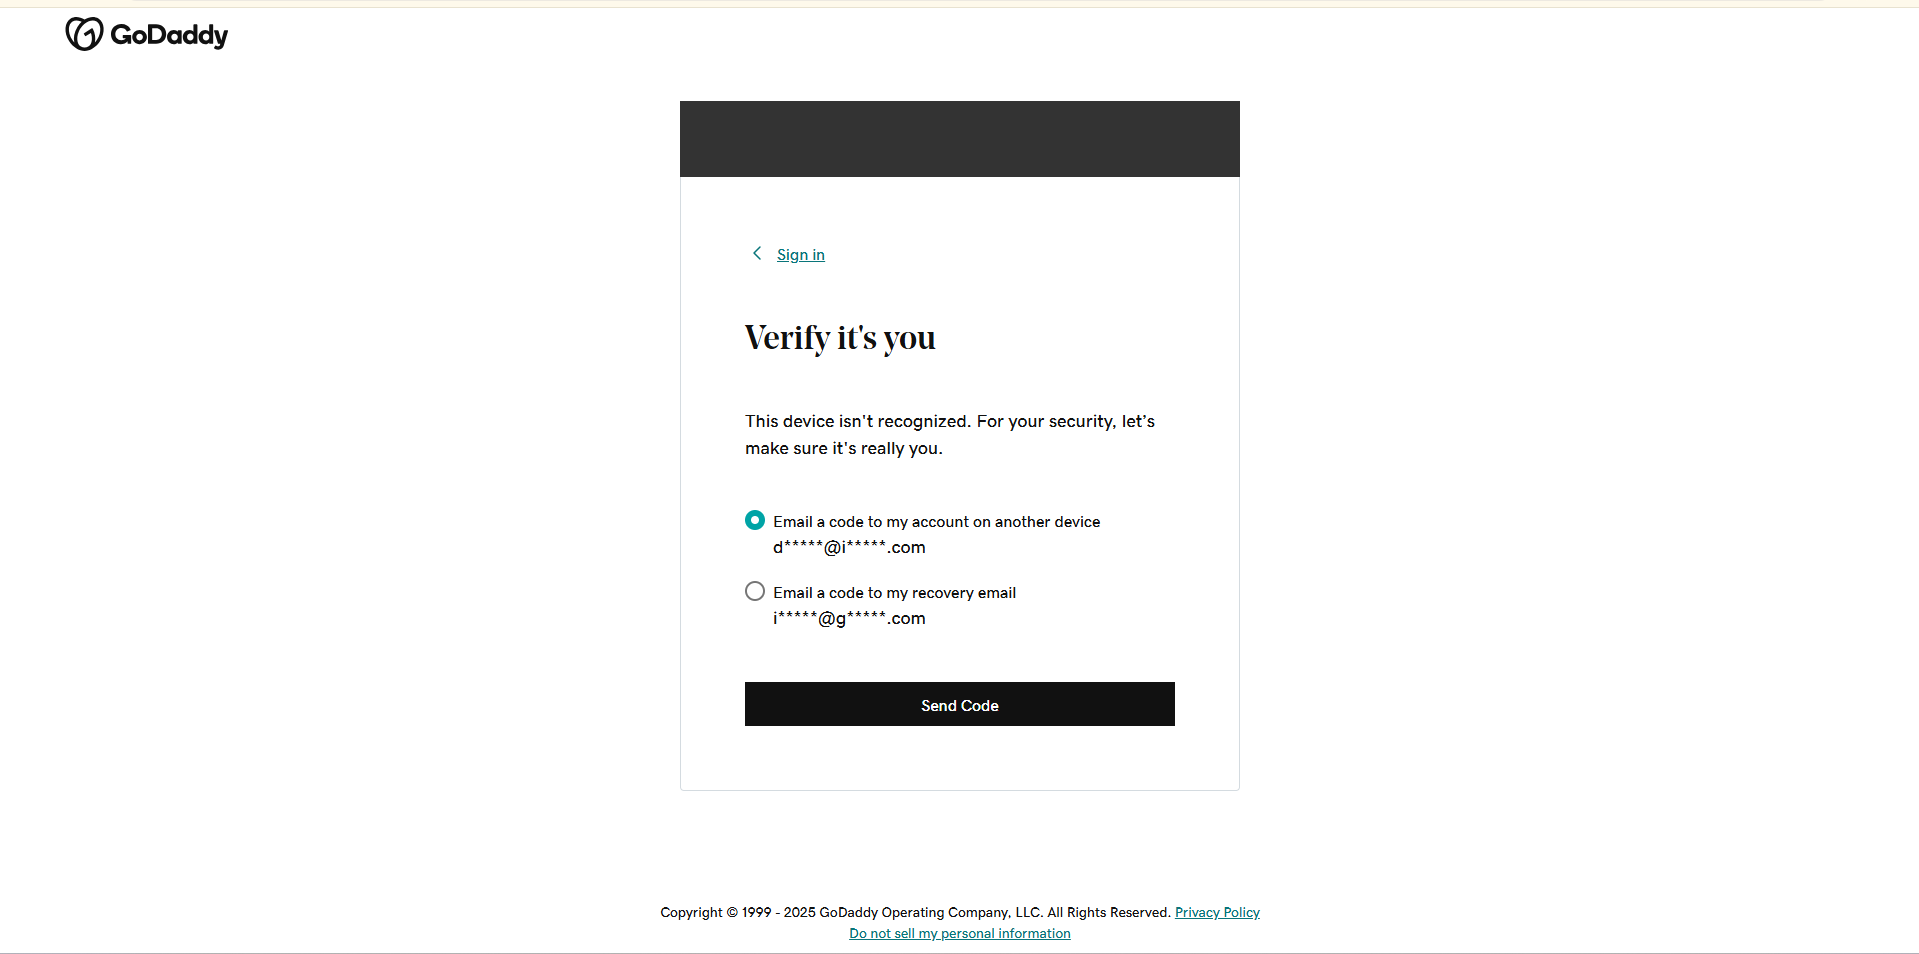 GoDaddy
Sign in
Verify it's you
This device isn't recognized. For your security, let’s
make sure it's really you.
Email a code to my account on another device
d*****@i*****.com
Email a code to my recovery email
i*****@g*****.com
Send Code
Copyright © 1999 - 2025 GoDaddy Operating Company, LLC. All Rights Reserved. Privacy Policy
Do not sell my personal information